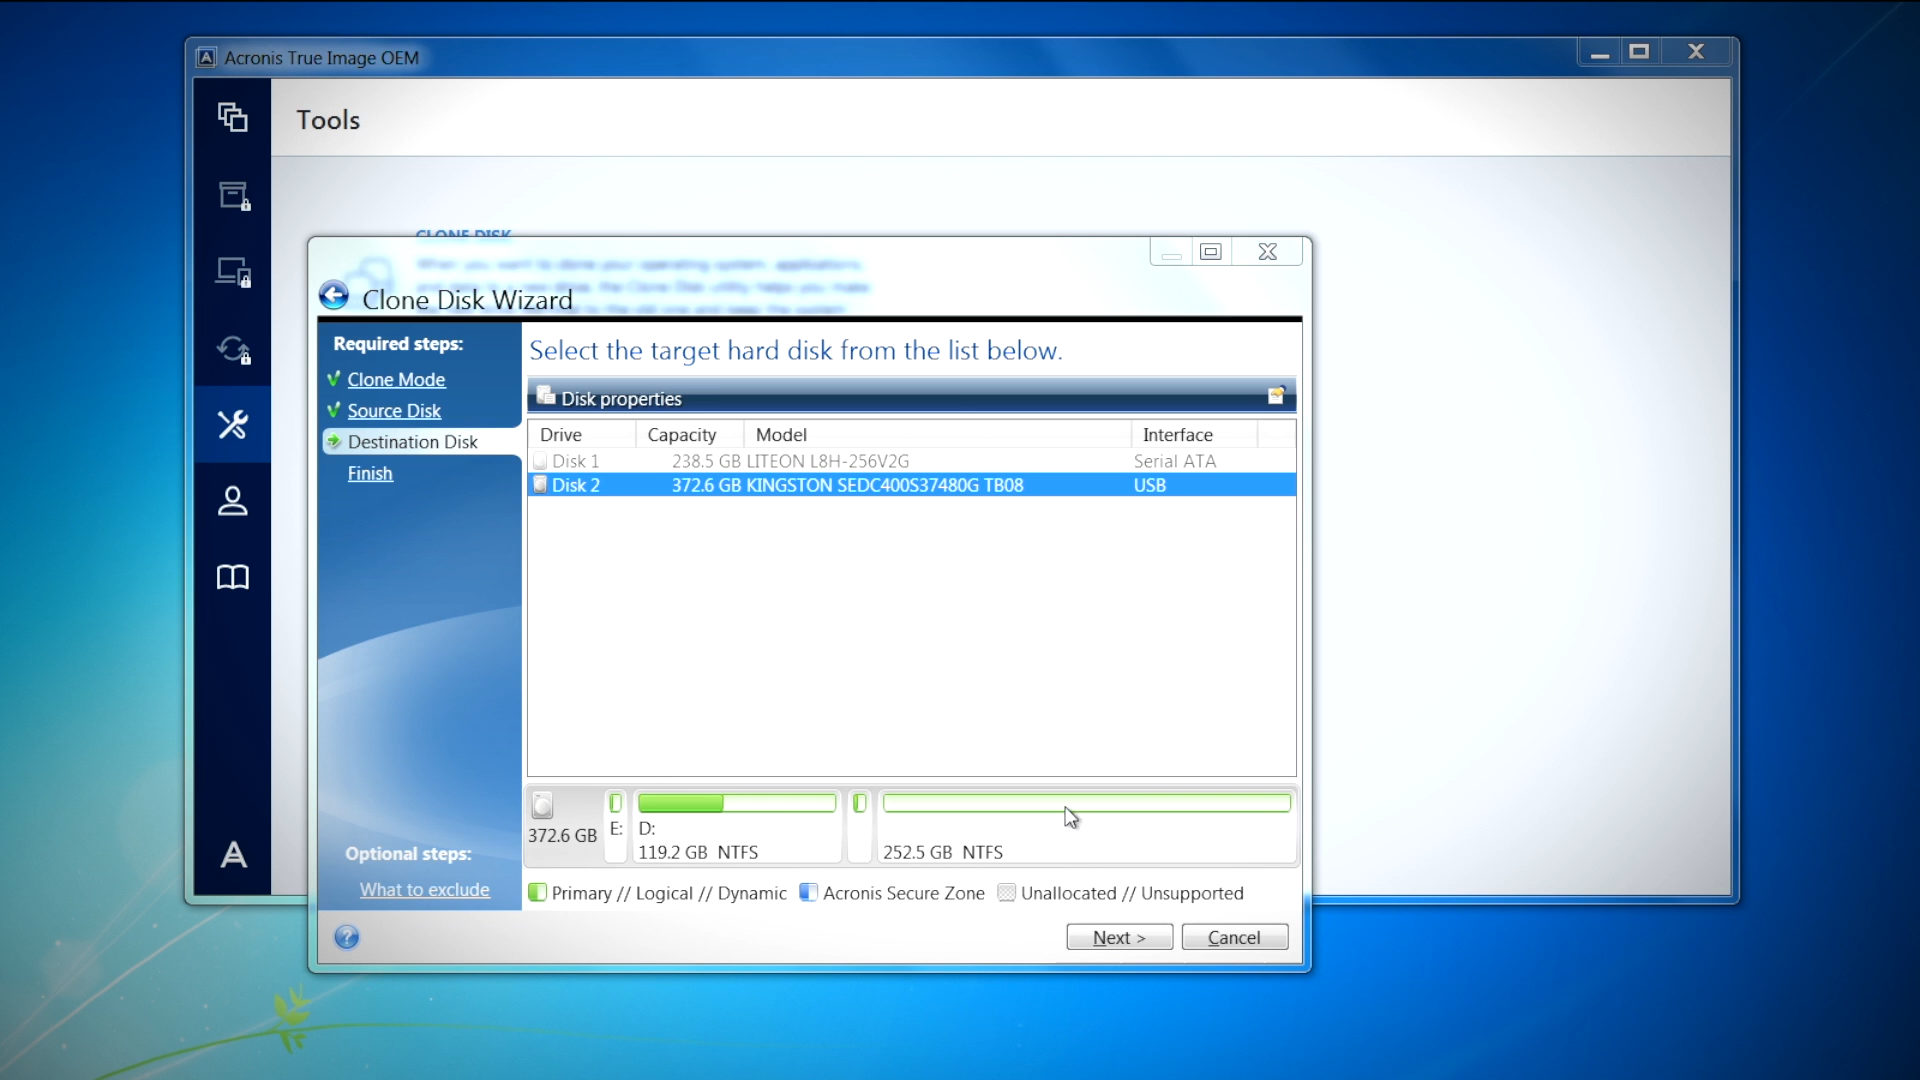 Acronis True Image OEM
Tools
CLONE DISK
Clone Disk Wizard
Required steps:
Clone Mode
Source Disk
Destination Disk
Finish
Optional steps:
What to exclude
Select the target hard disk from the list below.
Disk properties
Drive Capacity Model Interface
Disk 1 238.5 GB LITEON L8H-256V2G Serial ATA
Disk 2 372.6 GB KINGSTON SEDC400S37480G TB08 USB
372.6 GB
E:
D:
119.2 GB NTFS
252.5 GB NTFS
Primary // Logical // Dynamic Acronis Secure Zone Unallocated // Unsupported
Next >
Cancel